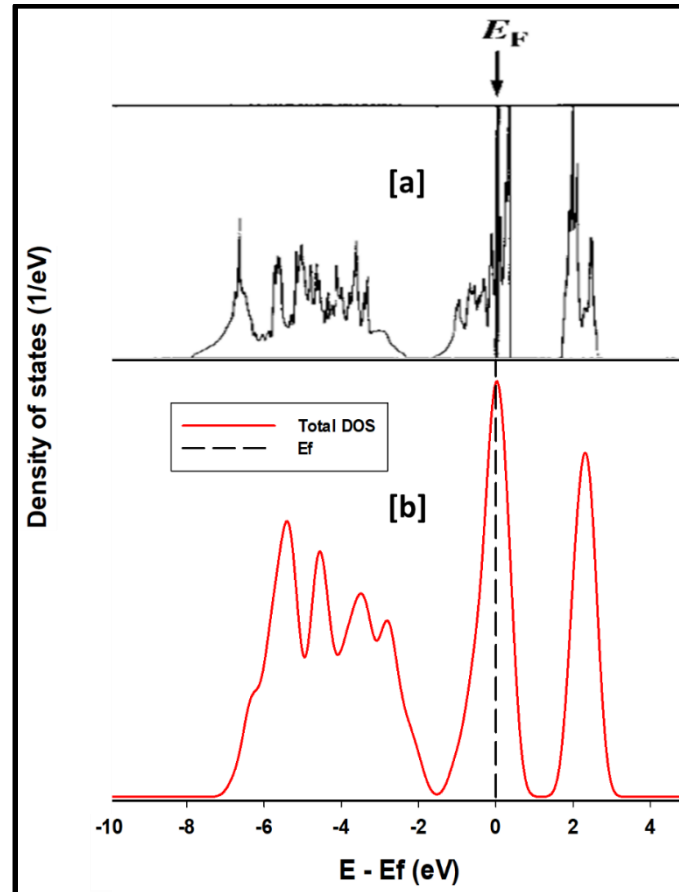 E_F
[a]
Density of states (1/eV)
Total DOS
Ef
[b]
-10 -8 -6 -4 -2 0 2 4
E - Ef (eV)